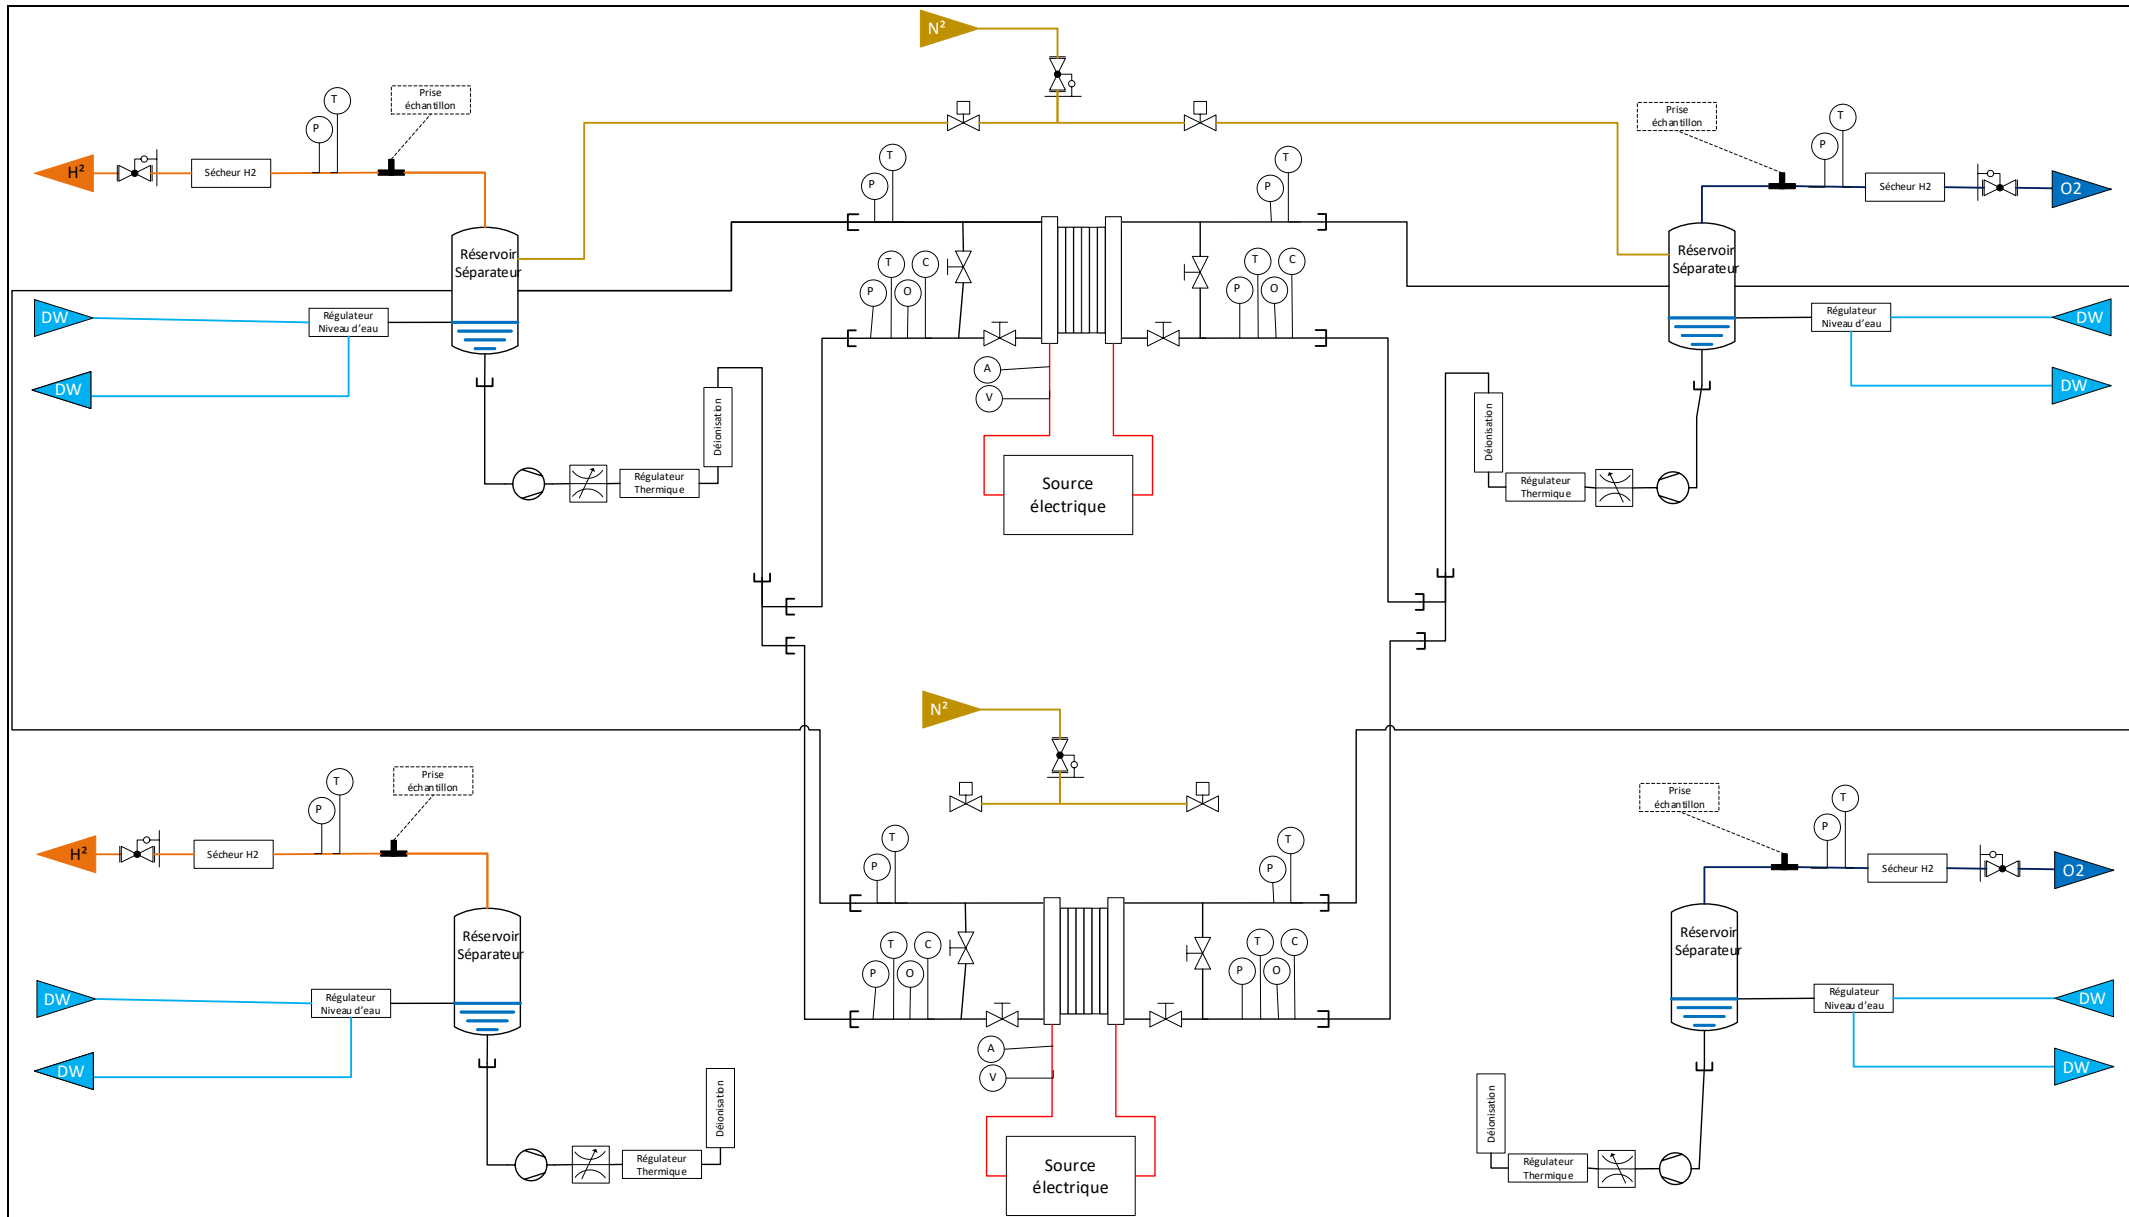 N²
Prise
échantillon
T
P
H²
Sécheur H2
Prise
échantillon
T
P
Sécheur H2
O2
T
P
T
P
Réservoir
Séparateur
Réservoir
Séparateur
T
C
P
O
T
C
P
O
DW
Régulateur
Niveau d'eau
DW
Régulateur
Niveau d'eau
DW
DW
A
V
Déionisation
Déionisation
Régulateur
Thermique
Source
électrique
Régulateur
Thermique
N²
T
P
Prise
échantillon
Prise
échantillon
T
P
H²
Sécheur H2
Sécheur H2
O2
T
P
T
P
Réservoir
Séparateur
Réservoir
Séparateur
T
C
P
O
T
C
P
O
DW
Régulateur
Niveau d'eau
Régulateur
Niveau d'eau
DW
DW
DW
A
V
Déionisation
Déionisation
Régulateur
Thermique
Source
électrique
Régulateur
Thermique